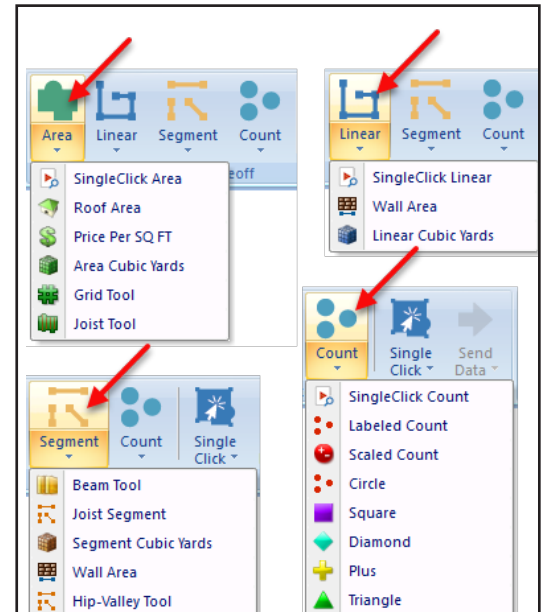 Area Linear Segment Count
eoff
SingleClick Area
Roof Area
Price Per SQ FT
Area Cubic Yards
Grid Tool
Joist Tool
Linear Segment Count
SingleClick Linear
Wall Area
Linear Cubic Yards
Segment Count Single
Click
Beam Tool
Joist Segment
Segment Cubic Yards
Wall Area
Hip-Valley Tool
Count Single Send
Click Data
SingleClick Count
Labeled Count
Scaled Count
Circle
Square
Diamond
Plus
Triangle